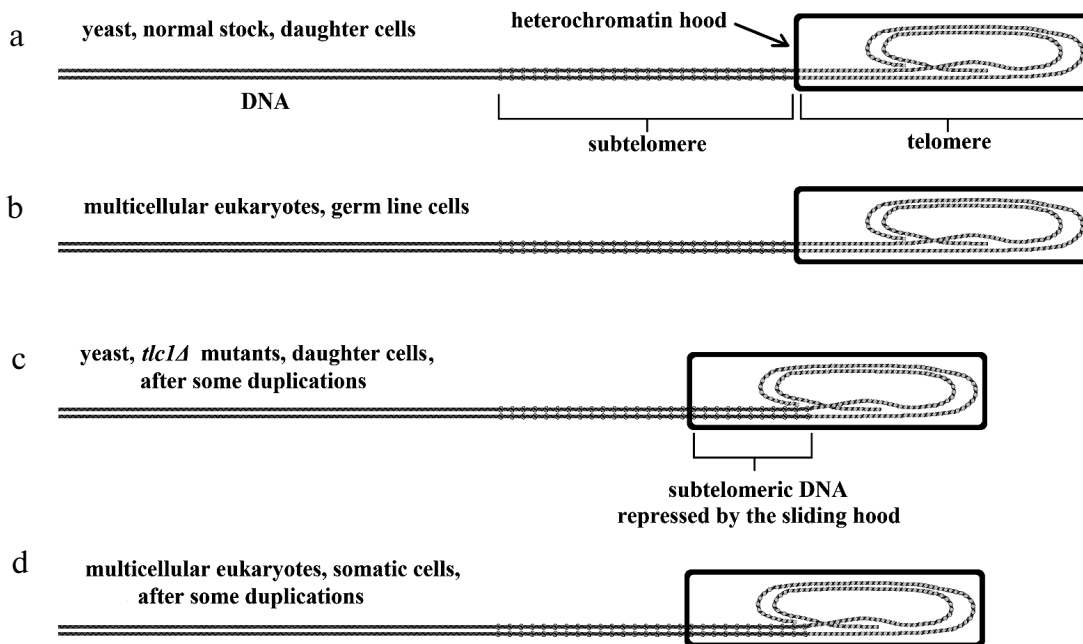 a
yeast, normal stock, daughter cells
heterochromatin hood
DNA
subtelomere
telomere
b
multicellular eukaryotes, germ line cells
c
yeast, tlc1Δ mutants, daughter cells,
after some duplications
subtelomeric DNA
repressed by the sliding hood
d
multicellular eukaryotes, somatic cells,
after some duplications